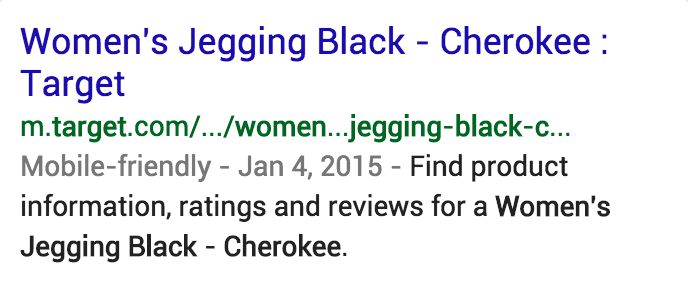 Women's Jegging Black - Cherokee :
Target
m.target.com/.../women...jegging-black-c...
Mobile-friendly - Jan 4, 2015 - Find product
information, ratings and reviews for a Women's
Jegging Black - Cherokee.